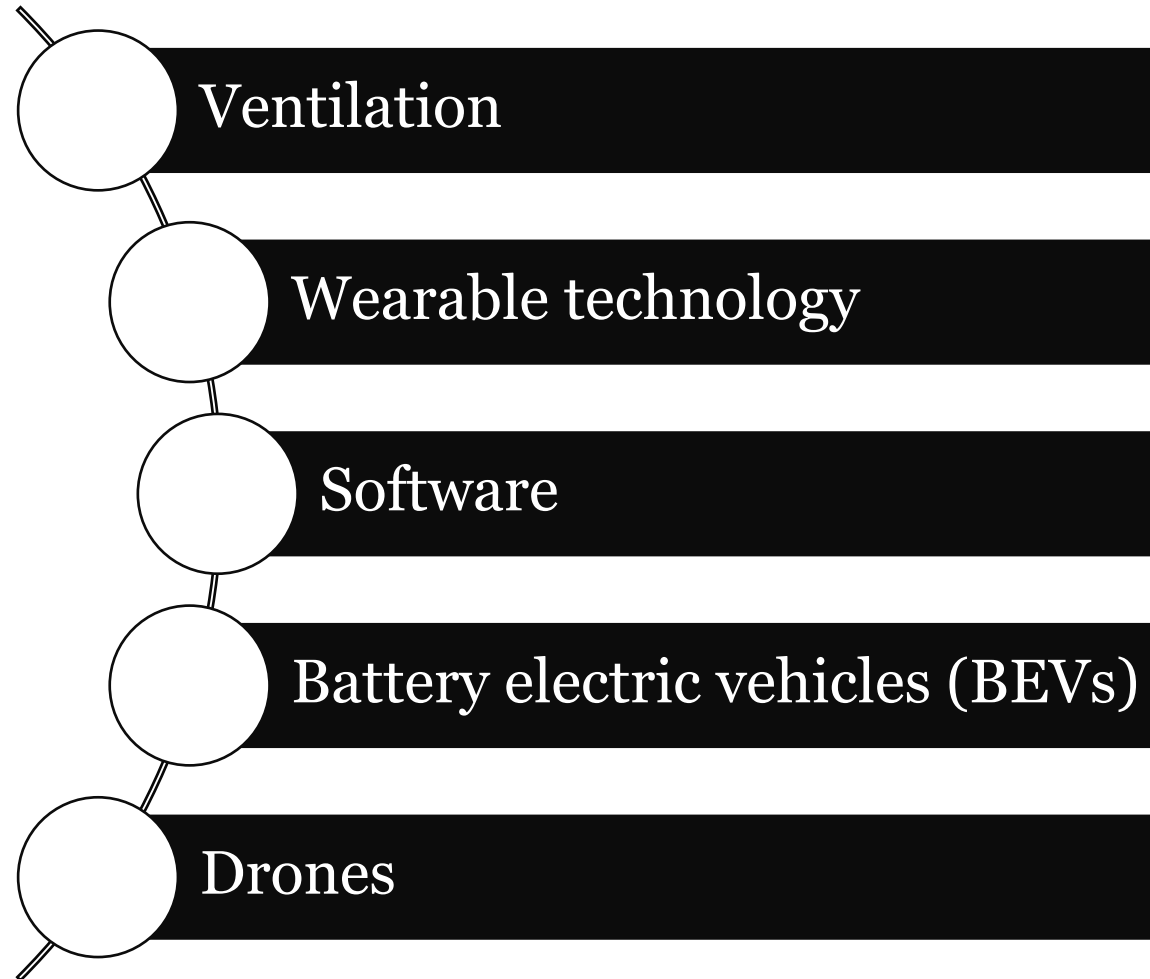 Ventilation
Wearable technology
Software
Battery electric vehicles (BEVs)
Drones